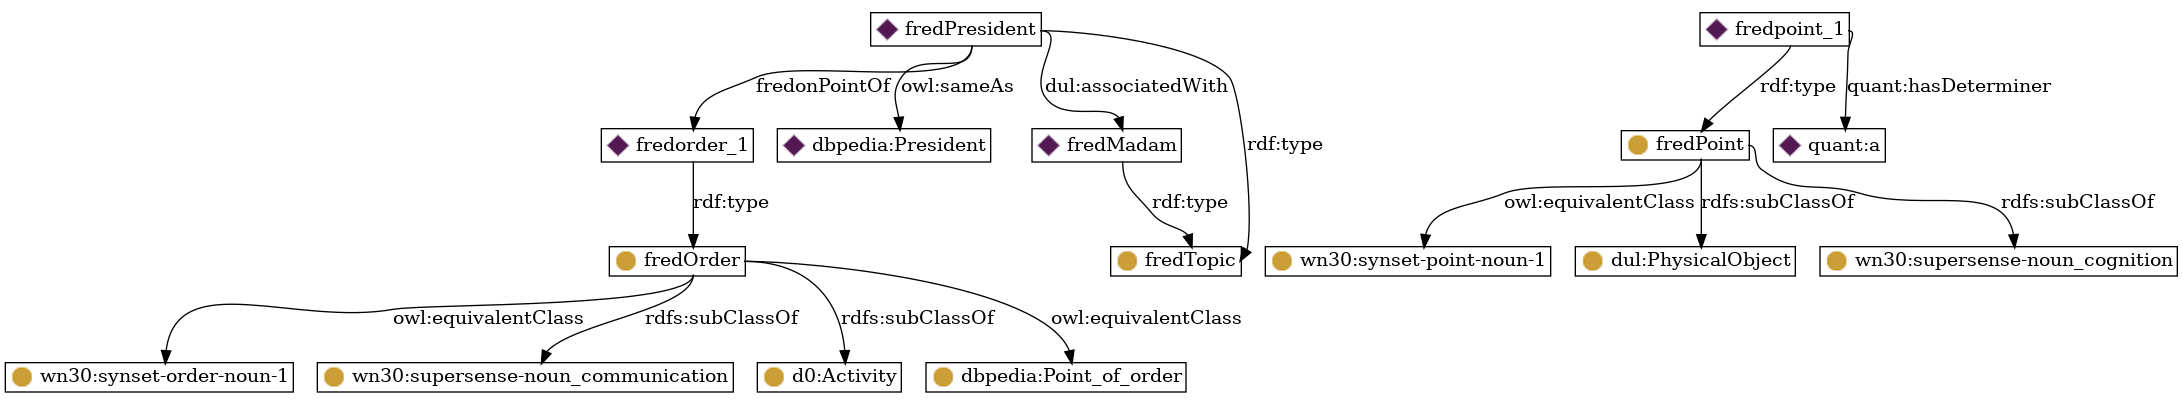 fredPresident
fredpoint_1
fredonPointOf
owl:sameAs
dul:associatedWith
rdf:type
quant:hasDeterminer
fredorder_1
dbpedia:President
fredMadam
rdf:type
fredPoint
quant:a
rdf:type
rdf:type
owl:equivalentClass
rdfs:subClassOf
rdfs:subClassOf
fredOrder
fredTopic
wn30:synset-point-noun-1
dul:PhysicalObject
wn30:supersense-noun_cognition
owl:equivalentClass
rdfs:subClassOf
rdfs:subClassOf
owl:equivalentClass
wn30:synset-order-noun-1
wn30:supersense-noun_communication
d0:Activity
dbpedia:Point_of_order